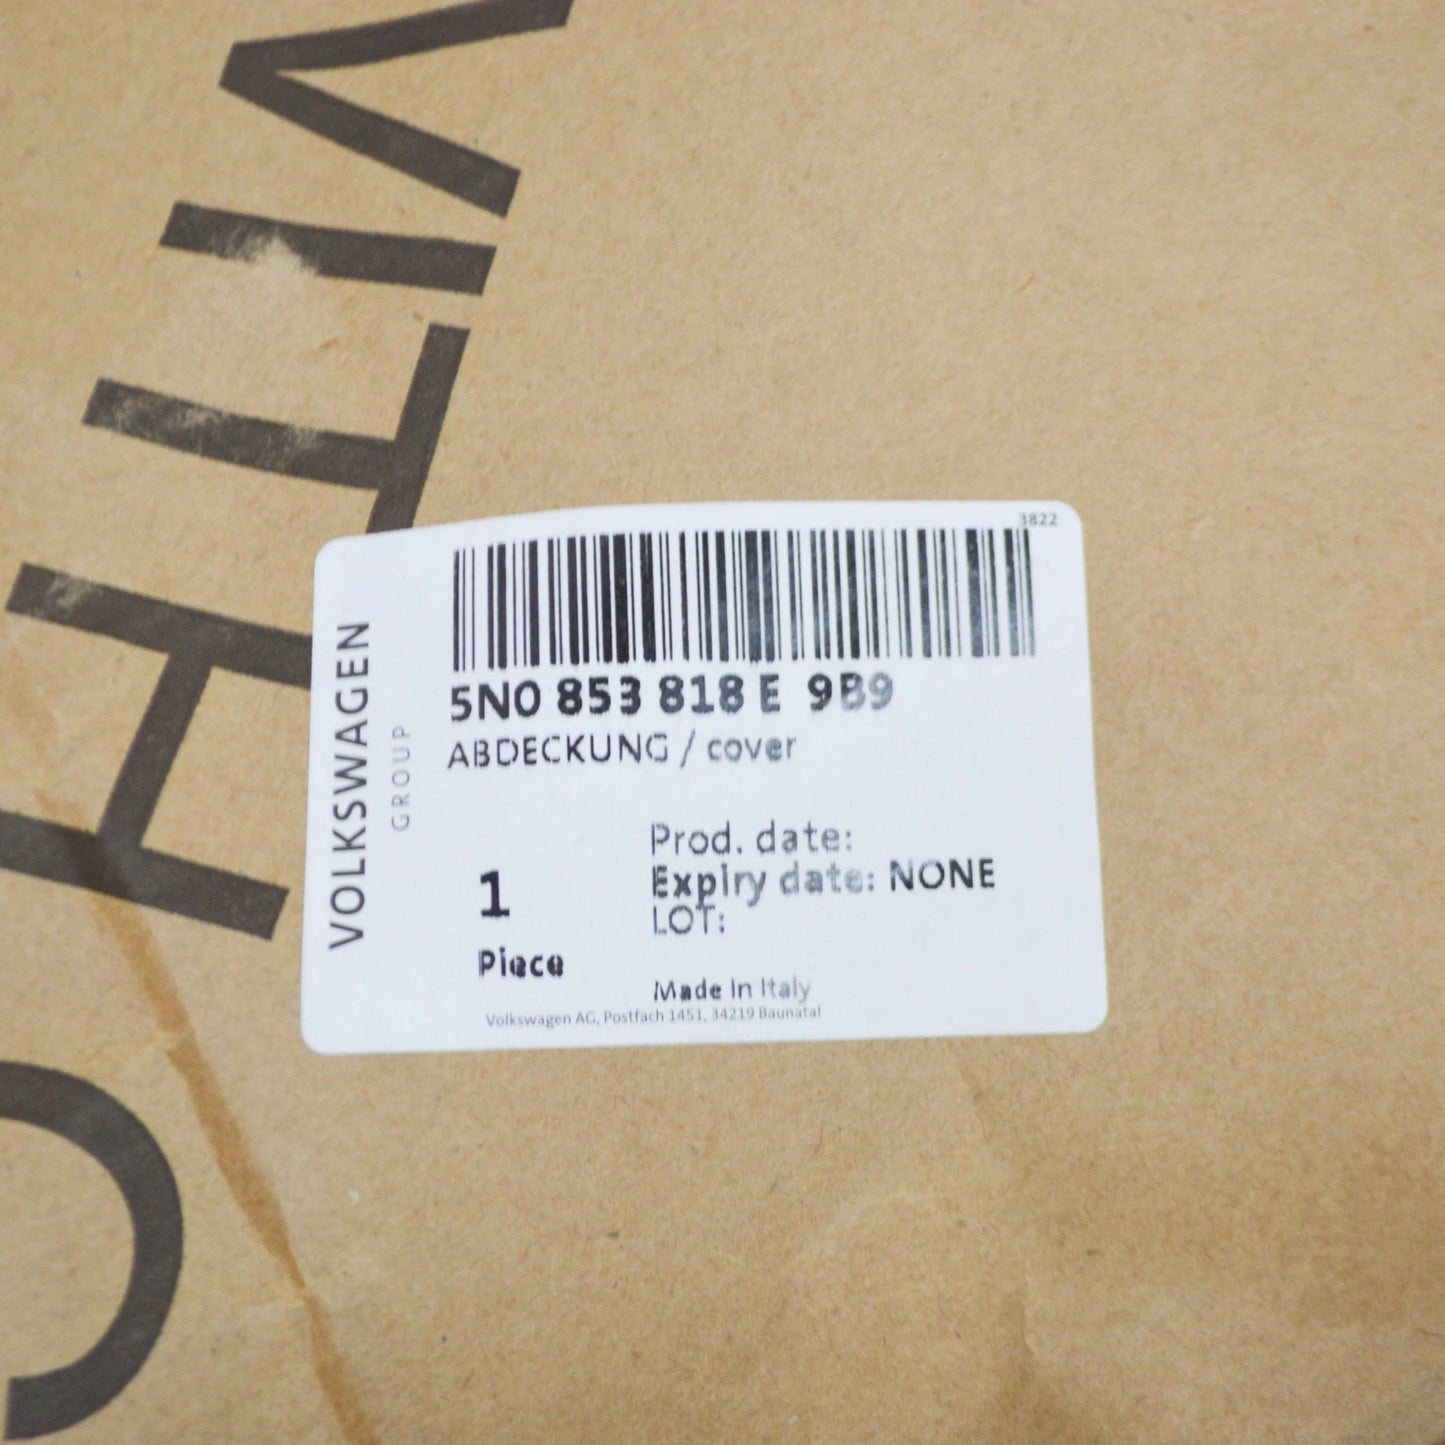 3822
5N0 853 818 E 9B9
ABDECKUNG / cover
VOLKSWAGEN
GROUP
Prod. date:
Expiry date: NONE
LOT:
1
Piece
Made In Italy
Volkswagen AG, Postfach 1451, 34219 Baunatal